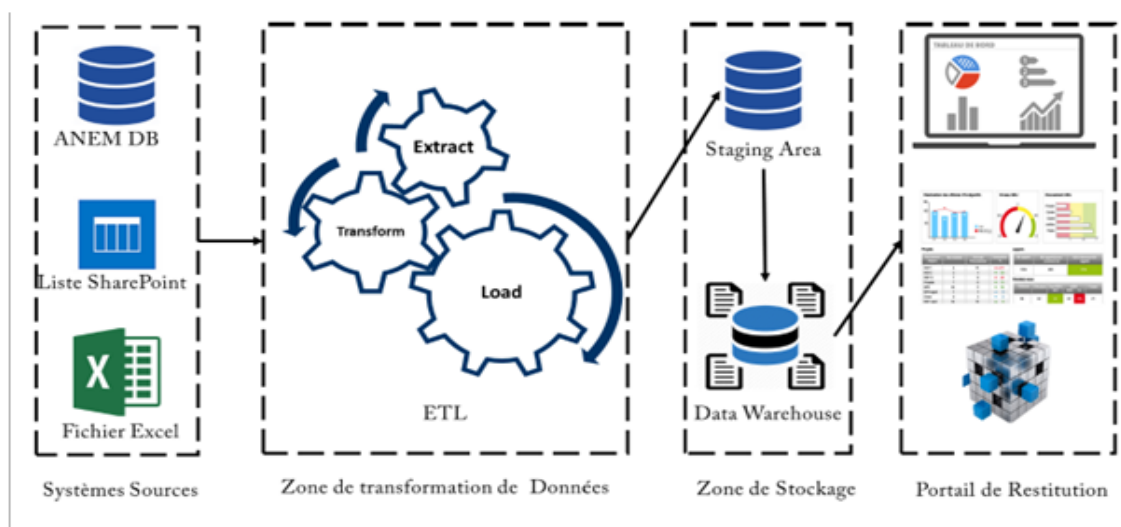 ANEM DB
Liste SharePoint
X
Fichier Excel
Systèmes Sources
Extract
Transform
Load
ETL
Zone de transformation de Données
Staging Area
Data Warehouse
Zone de Stockage
TABLEAU DE BORD
Portail de Restitution